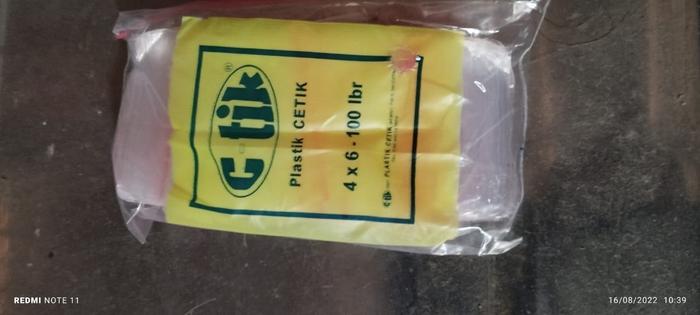 C tik ®
Plastik CETIK
4 x 6 - 100 lbr
PLASTIK CETIK
REDMI NOTE 11
16/08/2022 10:39